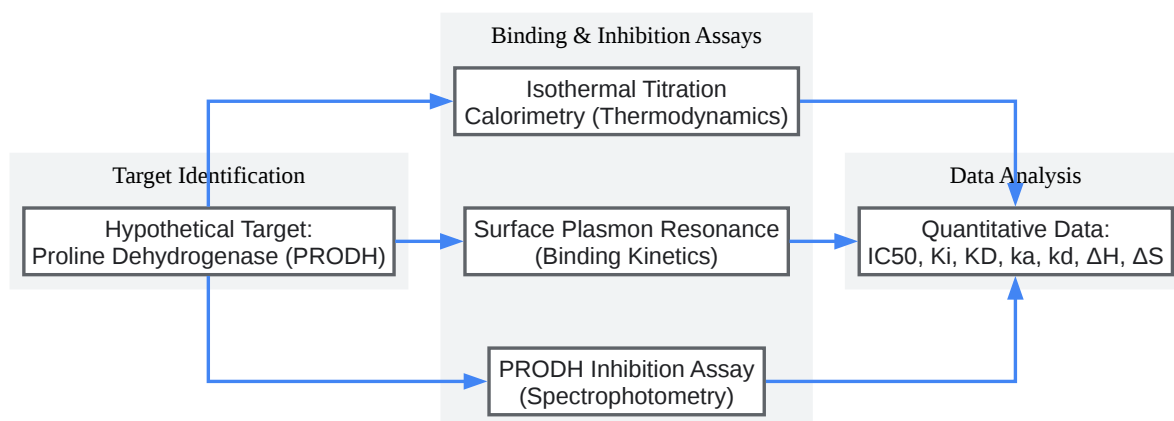 Binding & Inhibition Assays
Isothermal Titration
Calorimetry (Thermodynamics)
Target Identification
Hypothetical Target:
Proline Dehydrogenase (PRODH)
Surface Plasmon Resonance
(Binding Kinetics)
PRODH Inhibition Assay
(Spectrophotometry)
Data Analysis
Quantitative Data:
IC50, Ki, KD, ka, kd, ΔH, ΔS